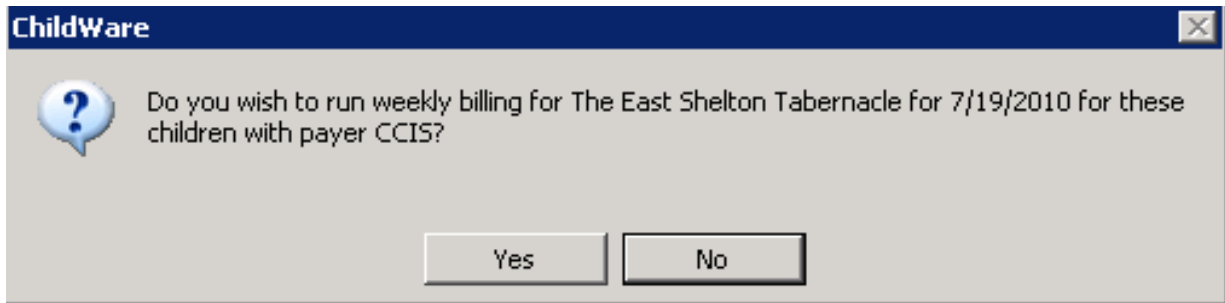 ChildWare
Do you wish to run weekly billing for The East Shelton Tabernacle for 7/19/2010 for these
children with payer CCIS?
Yes
No